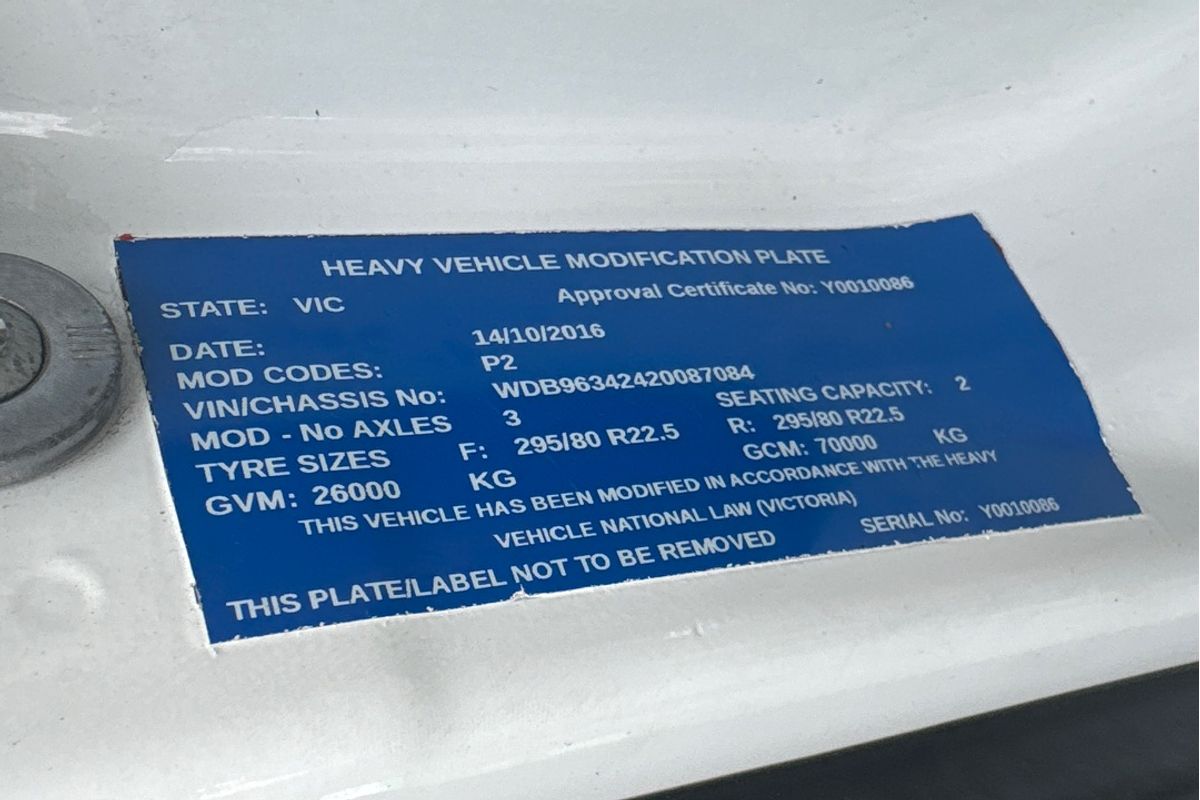 HEAVY VEHICLE MODIFICATION PLATE
STATE: VIC Approval Certificate No: Y0010086
DATE: 14/10/2016
MOD CODES: P2
VIN/CHASSIS No: WDB96342420087084
MOD - No AXLES 3 SEATING CAPACITY: 2
TYRE SIZES F: 295/80 R22.5 R: 295/80 R22.5
GVM: 26000 KG GCM: 70000 KG
THIS VEHICLE HAS BEEN MODIFIED IN ACCORDANCE WITH THE HEAVY
VEHICLE NATIONAL LAW (VICTORIA)
THIS PLATE/LABEL NOT TO BE REMOVED SERIAL No: Y0010086